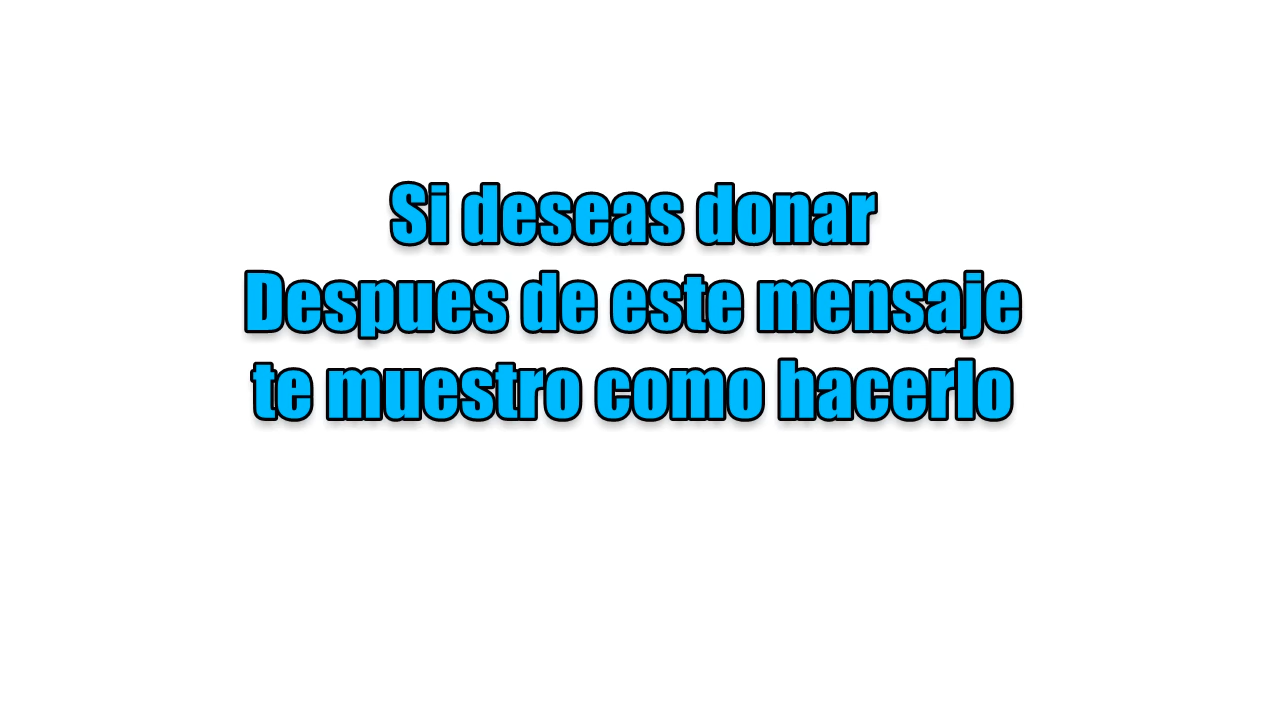 Si deseas donar
Despues de este mensaje
te muestro como hacerlo